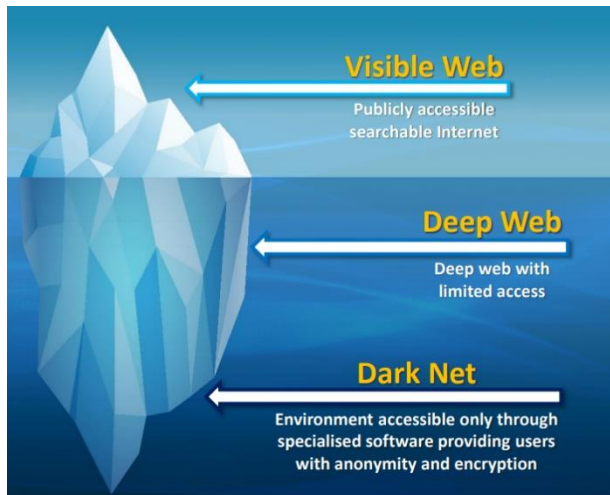 Visible Web
Publicly accessible
searchable Internet
Deep Web
Deep web with
limited access
Dark Net
Environment accessible only through
specialised software providing users
with anonymity and encryption